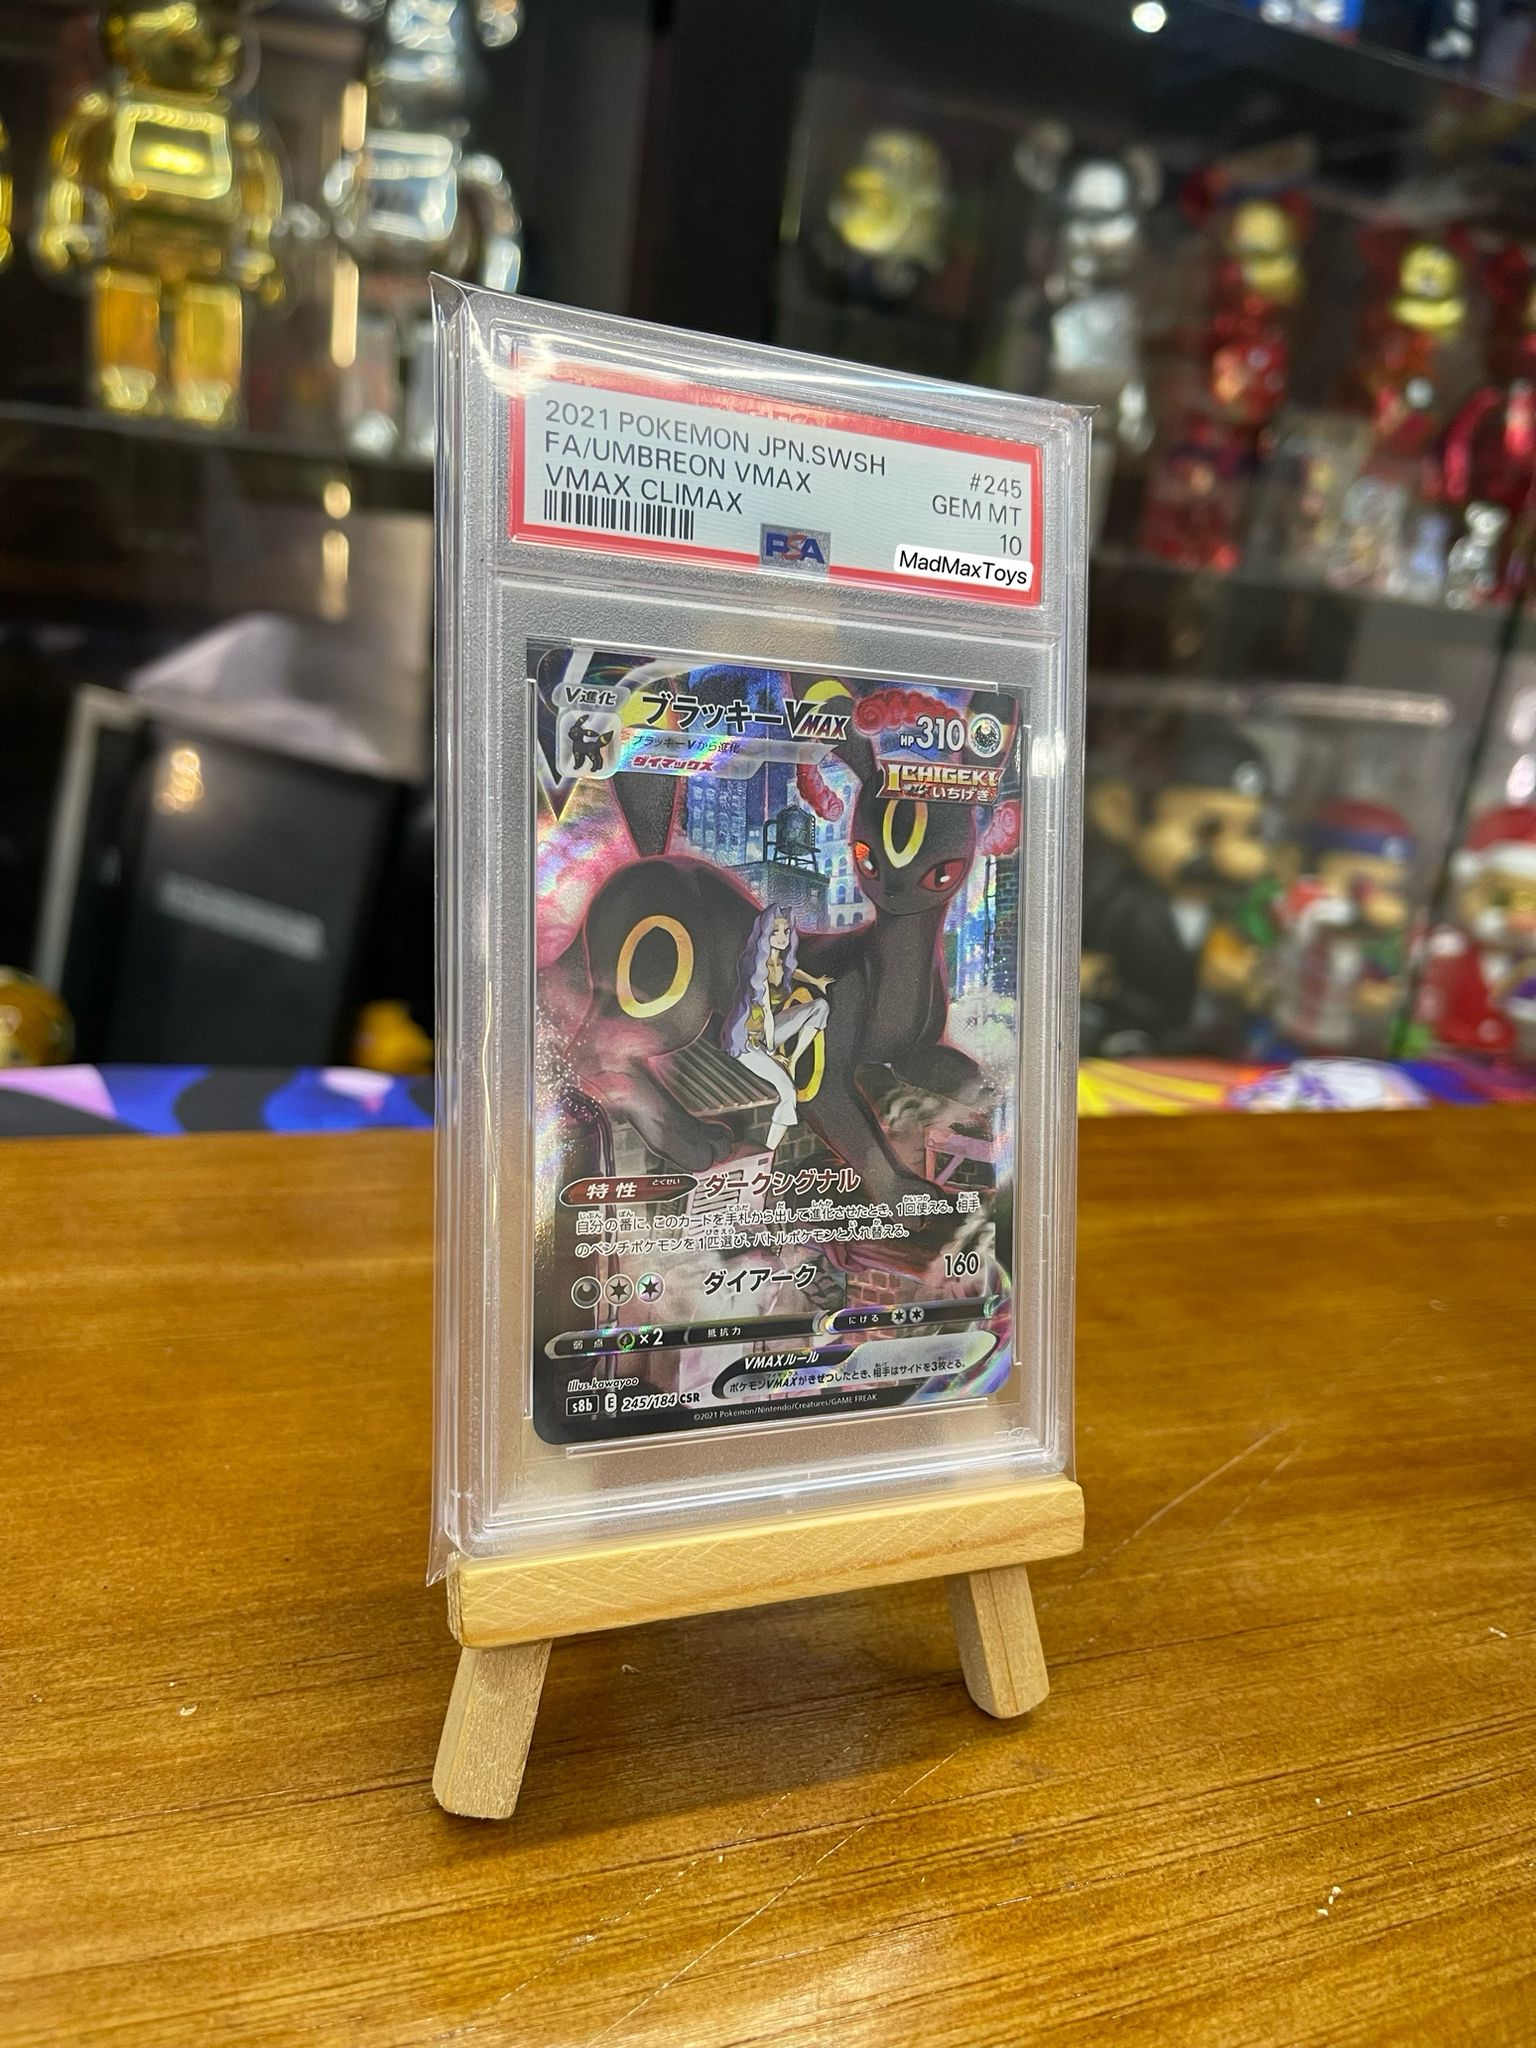 2021 POKEMON JPN.SWSH
FA/UMBREON VMAX
VMAX CLIMAX
#245
GEM MT
10
PSA
MadMaxToys
V進化
ブラッキーVMAX
HP310
ブラッキーVから進化
ダイマックス
ICHIGEKI
いちげき
特性 とくせい ダークシグナル
自分の番に、このカードを手札から出して進化させたとき、1回使える。相手
のベンチポケモンを1匹選び、バトルポケモンと入れ替える。
ダイアーク 160
弱点 ×2 抵抗力 にげる
VMAXルール
ポケモンVMAXがきぜつしたとき、相手はサイドを3枚とる。
Illus.kawayoo
s8b E 245/184 CSR
©2021 Pokémon/Nintendo/Creatures/GAME FREAK